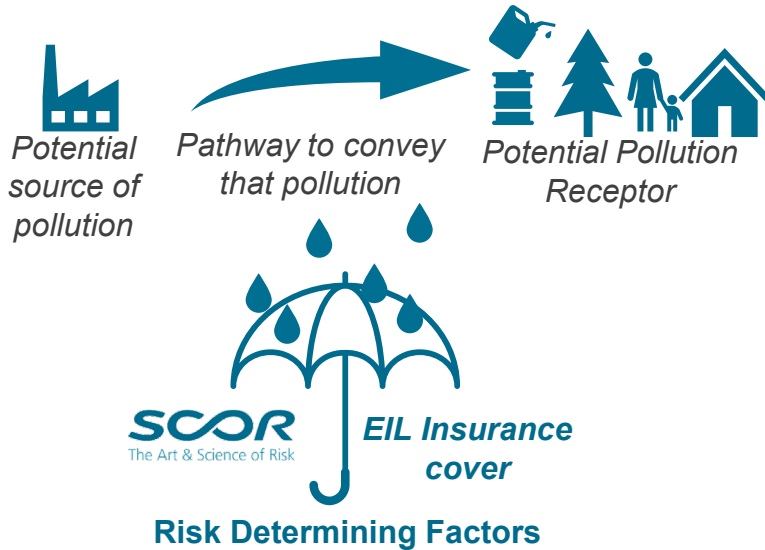 Potential
source of
pollution
Pathway to convey
that pollution
Potential Pollution
Receptor
SCOR
The Art & Science of Risk
EIL Insurance
cover
Risk Determining Factors